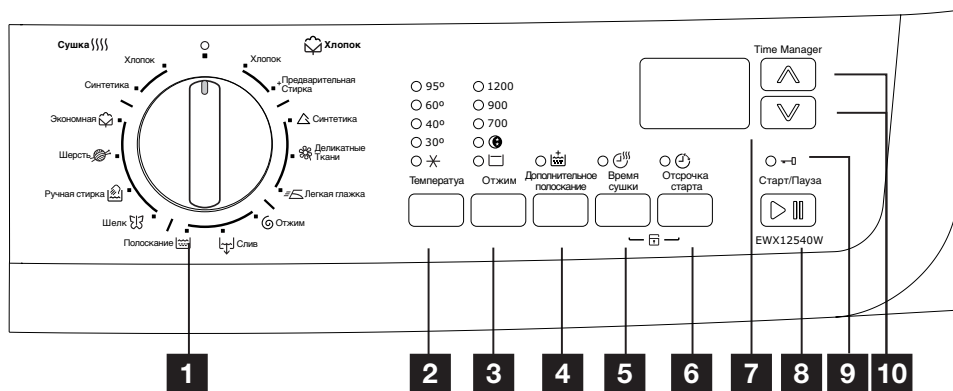 Сушка
Хлопок
Хлопок
Хлопок
Синтетика
+Предварительная
Стирка
Экономная
Синтетика
Шерсть
Деликатные
Ткани
Ручная стирка
Легкая глажка
Шелк
Отжим
Полоскание
Слив
95º
60º
40º
30º
1200
900
700
Температуа
Отжим
Дополнительное
полоскание
Время
сушки
Отсрочка
старта
Time Manager
Старт/Пауза
EWX12540W
1
2
3
4
5
6
7
8
9
10